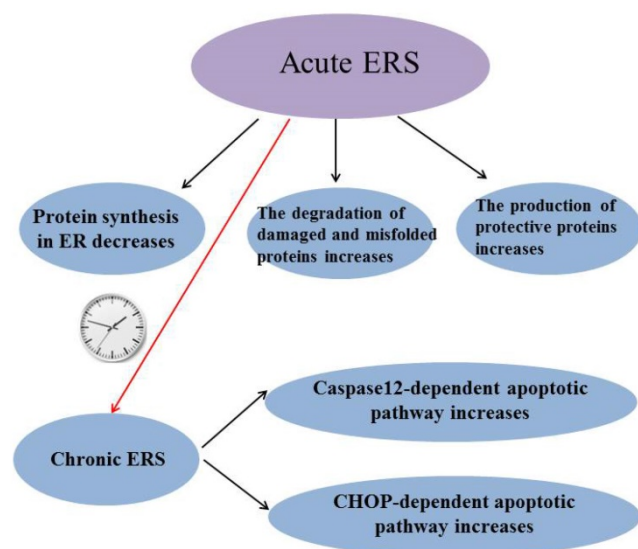 Acute ERS
Protein synthesis
in ER decreases
The degradation of
damaged and misfolded
proteins increases
The production of
protective proteins
increases
Caspase12-dependent apoptotic
pathway increases
Chronic ERS
CHOP-dependent apoptotic
pathway increases